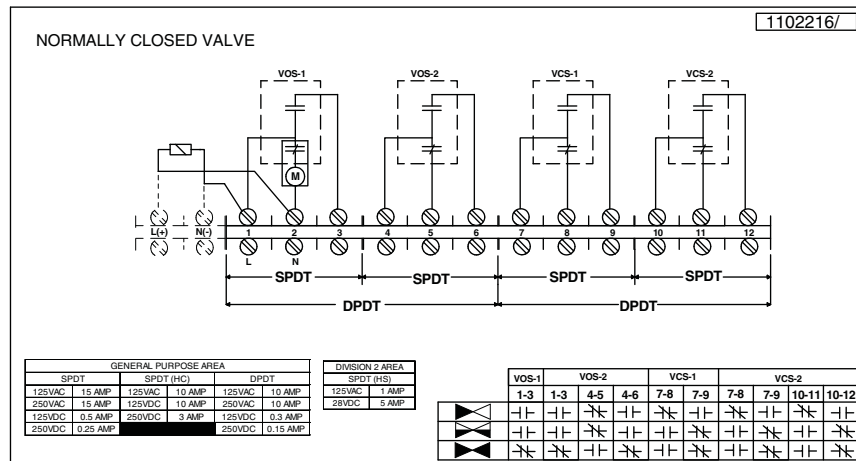 1102216/
NORMALLY CLOSED VALVE
VOS-1 VOS-2 VCS-1 VCS-2
M
L(+) N(-) 1 2 3 4 5 6 7 8 9 10 11 12
L N
SPDT SPDT SPDT SPDT
DPDT DPDT
GENERAL PURPOSE AREA
SPDT SPDT (HC) DPDT
125VAC 15 AMP 125VAC 10 AMP 125VAC 10 AMP
250VAC 15 AMP 125VDC 10 AMP 250VAC 10 AMP
125VDC 0.5 AMP 250VDC 3 AMP 125VDC 0.3 AMP
250VDC 0.25 AMP 250VDC 0.15 AMP
DIVISION 2 AREA
SPDT (HS)
125VAC 1 AMP
28VDC 5 AMP
VOS-1 VOS-2 VCS-1 VCS-2
1-3 1-3 4-5 4-6 7-8 7-9 7-8 7-9 10-11 10-12